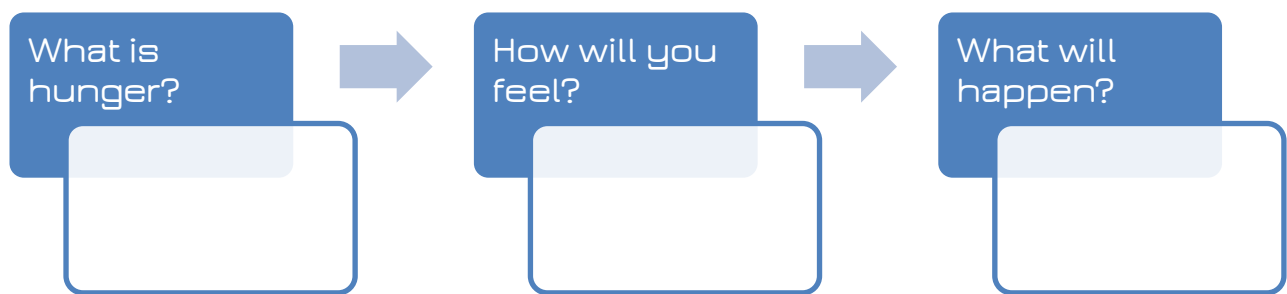 What is
hunger?
How will you
feel?
What will
happen?